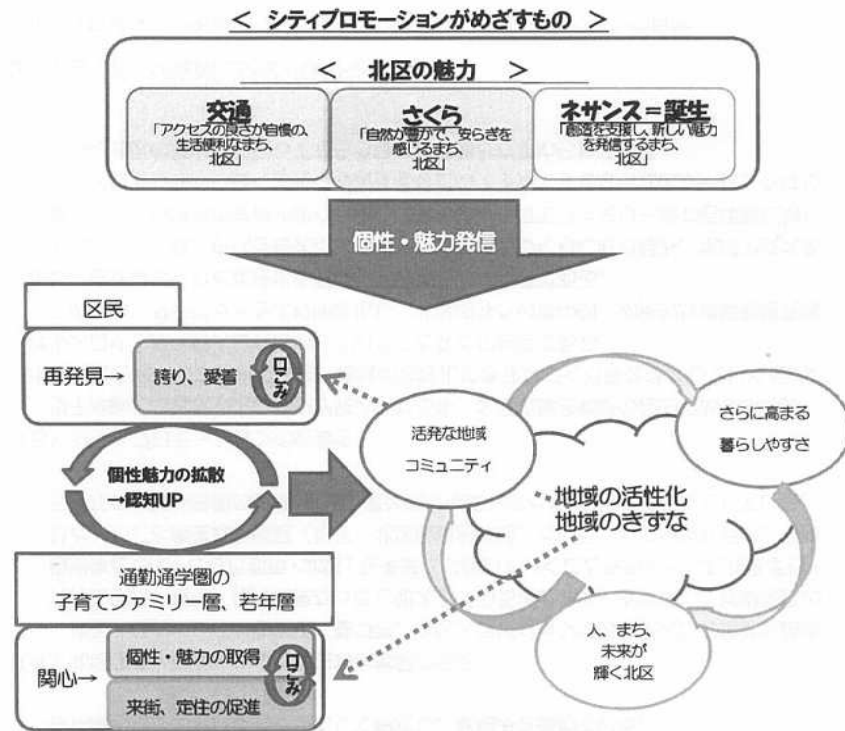 ＜ シティプロモーションがめざすもの ＞
＜ 北区の魅力 ＞
交通
「アクセスの良さが自慢の、
生活便利なまち、
北区」
さくら
「自然が豊かで、安らぎを
感じるまち、
北区」
ネサンス＝誕生
「創造を支援し、新しい魅力
を発信するまち、
北区」
個性・魅力発信
区民
再発見→
誇り、愛着
口こみ
個性魅力の拡散
→認知UP
通勤通学圏の
子育てファミリー層、若年層
関心→
個性・魅力の取得
口こみ
来街、定住の促進
活発な地域
コミュニティ
さらに高まる
暮らしやすさ
地域の活性化
地域のきずな
人、まち、
未来が
輝く北区